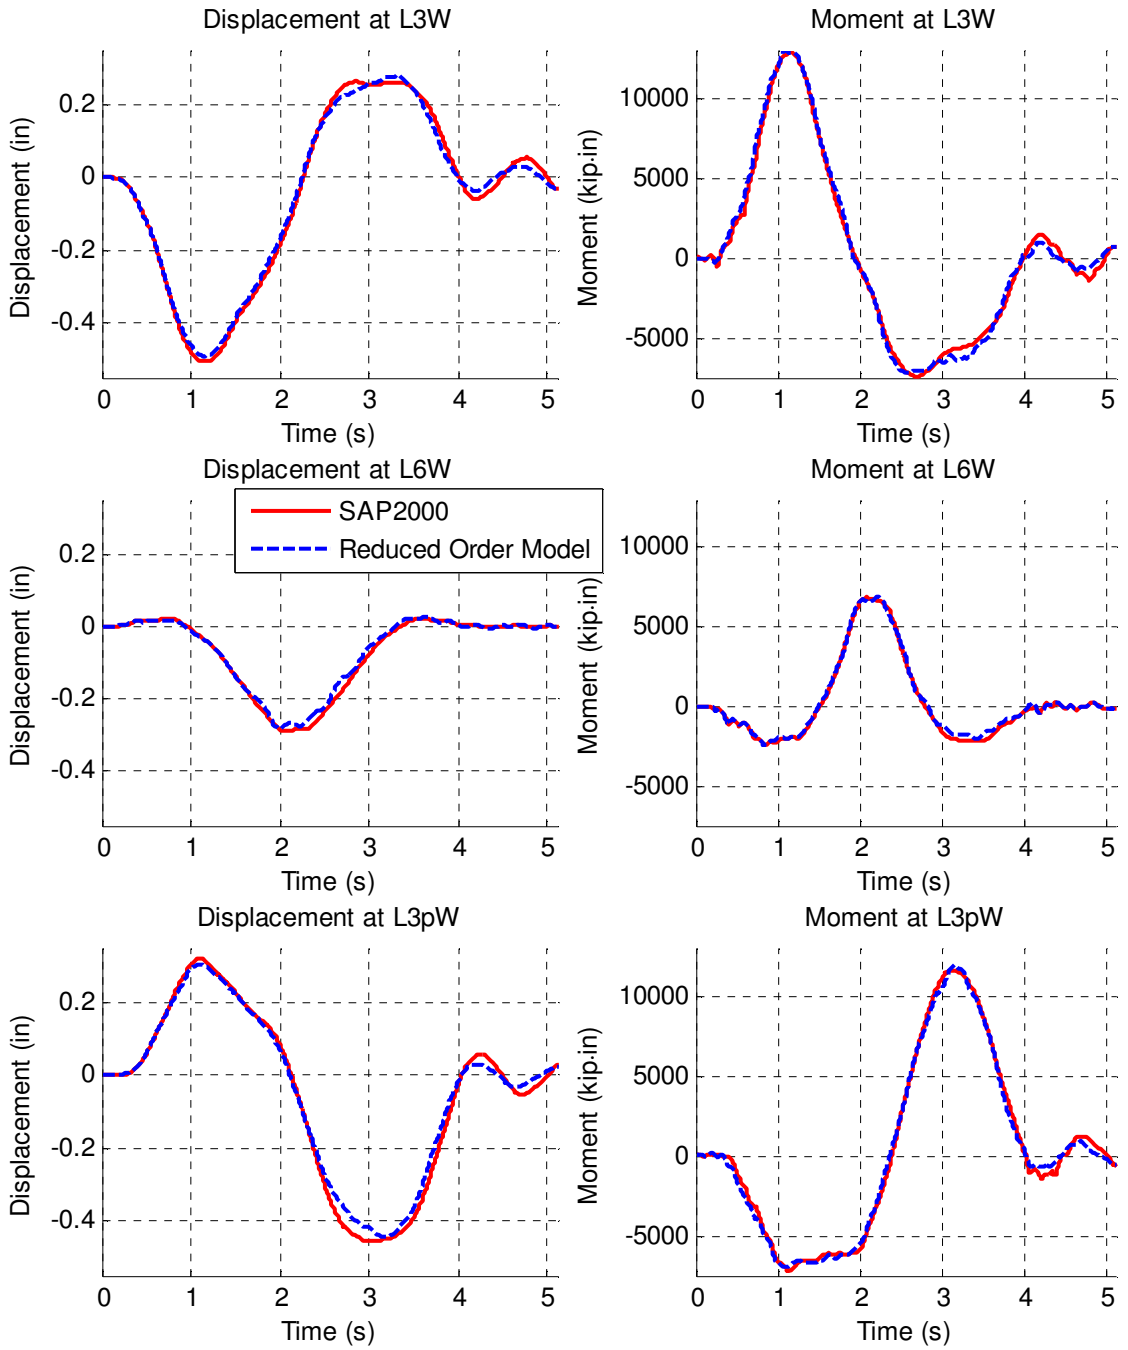 Displacement at L3W
Displacement (in)
0.2
0
-0.2
-0.4
0 1 2 3 4 5
Time (s)
Moment at L3W
Moment (kip.in)
10000
5000
0
-5000
0 1 2 3 4 5
Time (s)
Displacement at L6W
SAP2000
Reduced Order Model
Displacement (in)
0.2
0
-0.2
-0.4
0 1 2 3 4 5
Time (s)
Moment at L6W
Moment (kip.in)
10000
5000
0
-5000
0 1 2 3 4 5
Time (s)
Displacement at L3pW
Displacement (in)
0.2
0
-0.2
-0.4
0 1 2 3 4 5
Time (s)
Moment at L3pW
Moment (kip.in)
10000
5000
0
-5000
0 1 2 3 4 5
Time (s)